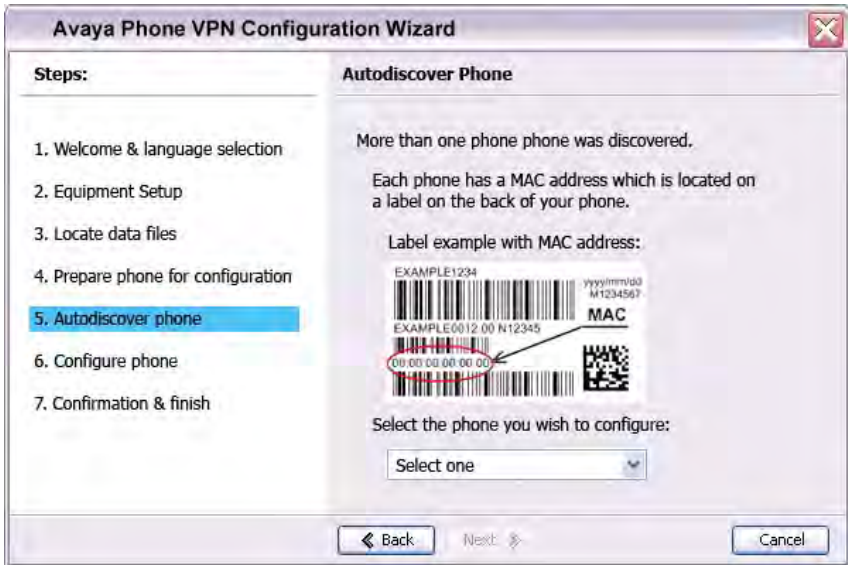 Avaya Phone VPN Configuration Wizard
Steps:
1. Welcome & language selection
2. Equipment Setup
3. Locate data files
4. Prepare phone for configuration
5. Autodiscover phone
6. Configure phone
7. Confirmation & finish
Autodiscover Phone
More than one phone phone was discovered.
Each phone has a MAC address which is located on
a label on the back of your phone.
Label example with MAC address:
EXAMPLE1234
yyyy/mm/dd
M1234567
MAC
EXAMPLE0012 00 N12345
00:00:00:00:00:00
Select the phone you wish to configure:
Select one
Back
Next
Cancel